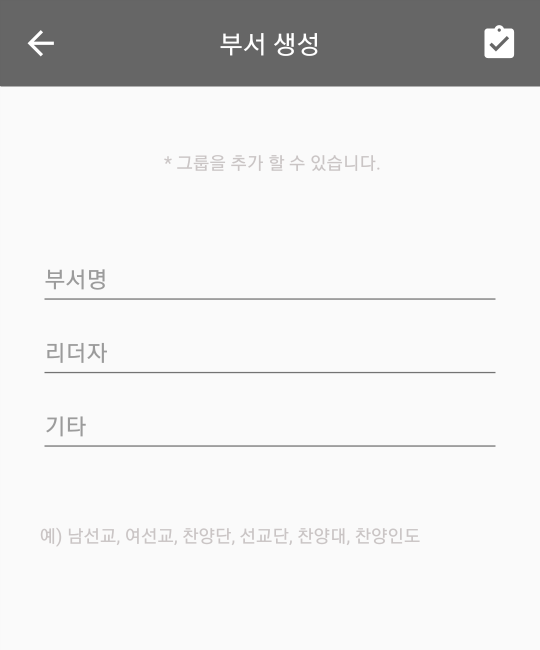 부서 생성
* 그룹을 추가 할 수 있습니다.
부서명
리더자
기타
예) 남선교, 여선교, 찬양단, 선교단, 찬양대, 찬양인도